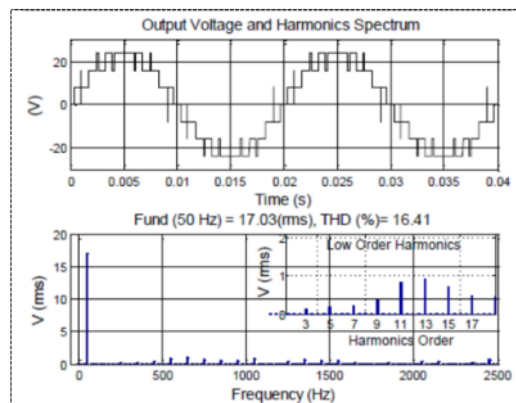 Output Voltage and Harmonics Spectrum
(V)
20
0
-20
0 0.005 0.01 0.015 0.02 0.025 0.03 0.035 0.04
Time (s)
Fund (50 Hz) = 17.03(rms), THD (%)= 16.41
V (rms)
20
15
10
5
0
Low Order Harmonics
V (rms)
2
1
0
3 5 7 9 11 13 15 17
Harmonics Order
0 500 1000 1500 2000 2500
Frequency (Hz)